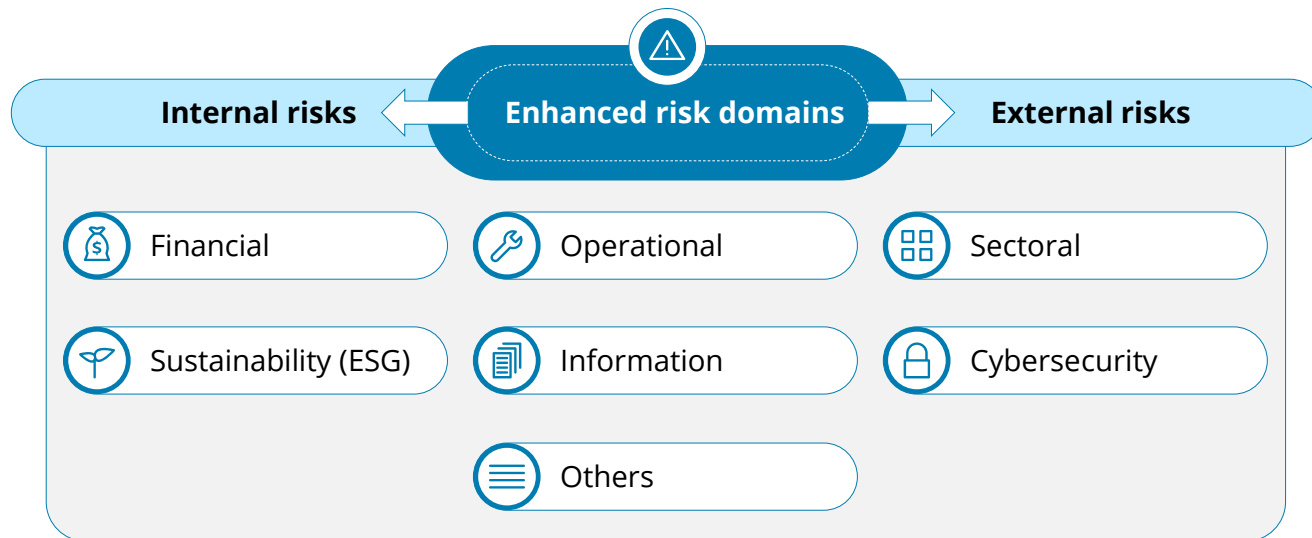 Internal risks
Enhanced risk domains
External risks
Financial
Operational
Sectoral
Sustainability (ESG)
Information
Cybersecurity
Others